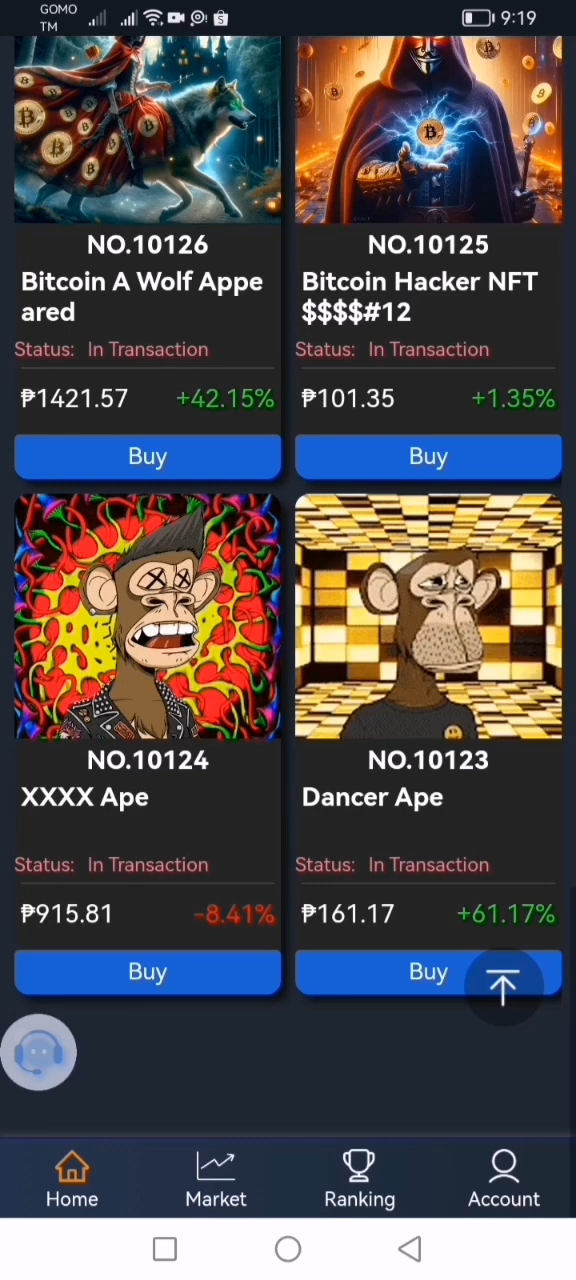 GOMO
TM
9:19
NO.10126
NO.10125
Bitcoin A Wolf Appe
ared
Bitcoin Hacker NFT
$$$$#12
Status: In Transaction
Status: In Transaction
₱1421.57 +42.15%
₱101.35 +1.35%
Buy
Buy
NO.10124
NO.10123
XXXX Ape
Dancer Ape
Status: In Transaction
Status: In Transaction
₱915.81 -8.41%
₱161.17 +61.17%
Buy
Buy
Home
Market
Ranking
Account